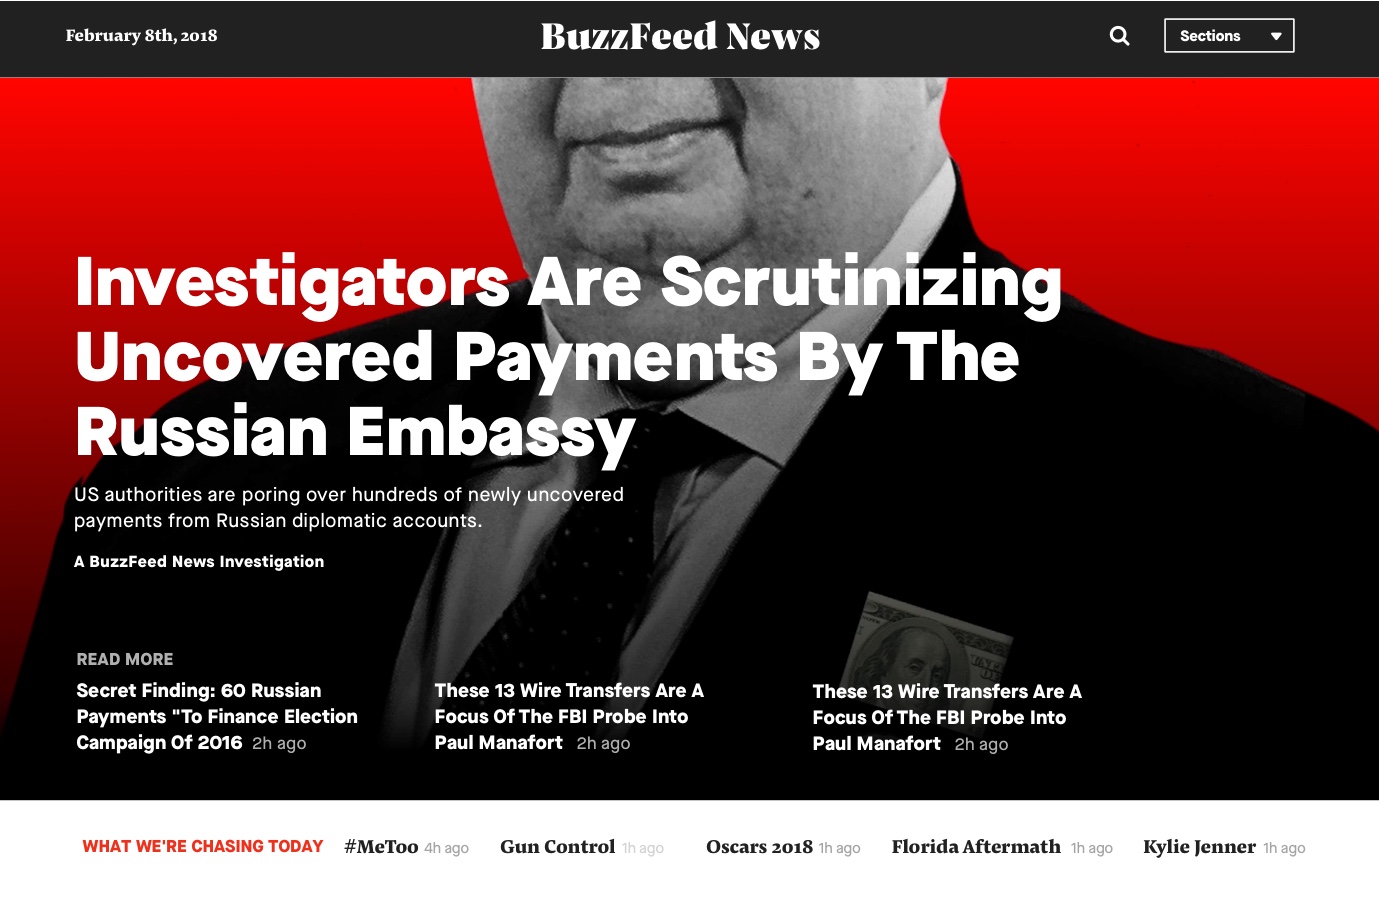 February 8th, 2018
BuzzFeed News
Sections
Investigators Are Scrutinizing
Uncovered Payments By The
Russian Embassy
US authorities are poring over hundreds of newly uncovered
payments from Russian diplomatic accounts.
A BuzzFeed News Investigation
READ MORE
Secret Finding: 60 Russian
Payments "To Finance Election
Campaign Of 2016 2h ago
These 13 Wire Transfers Are A
Focus Of The FBI Probe Into
Paul Manafort 2h ago
These 13 Wire Transfers Are A
Focus Of The FBI Probe Into
Paul Manafort 2h ago
WHAT WE'RE CHASING TODAY #MeToo 4h ago Gun Control 1h ago Oscars 2018 1h ago Florida Aftermath 1h ago Kylie Jenner 1h ago